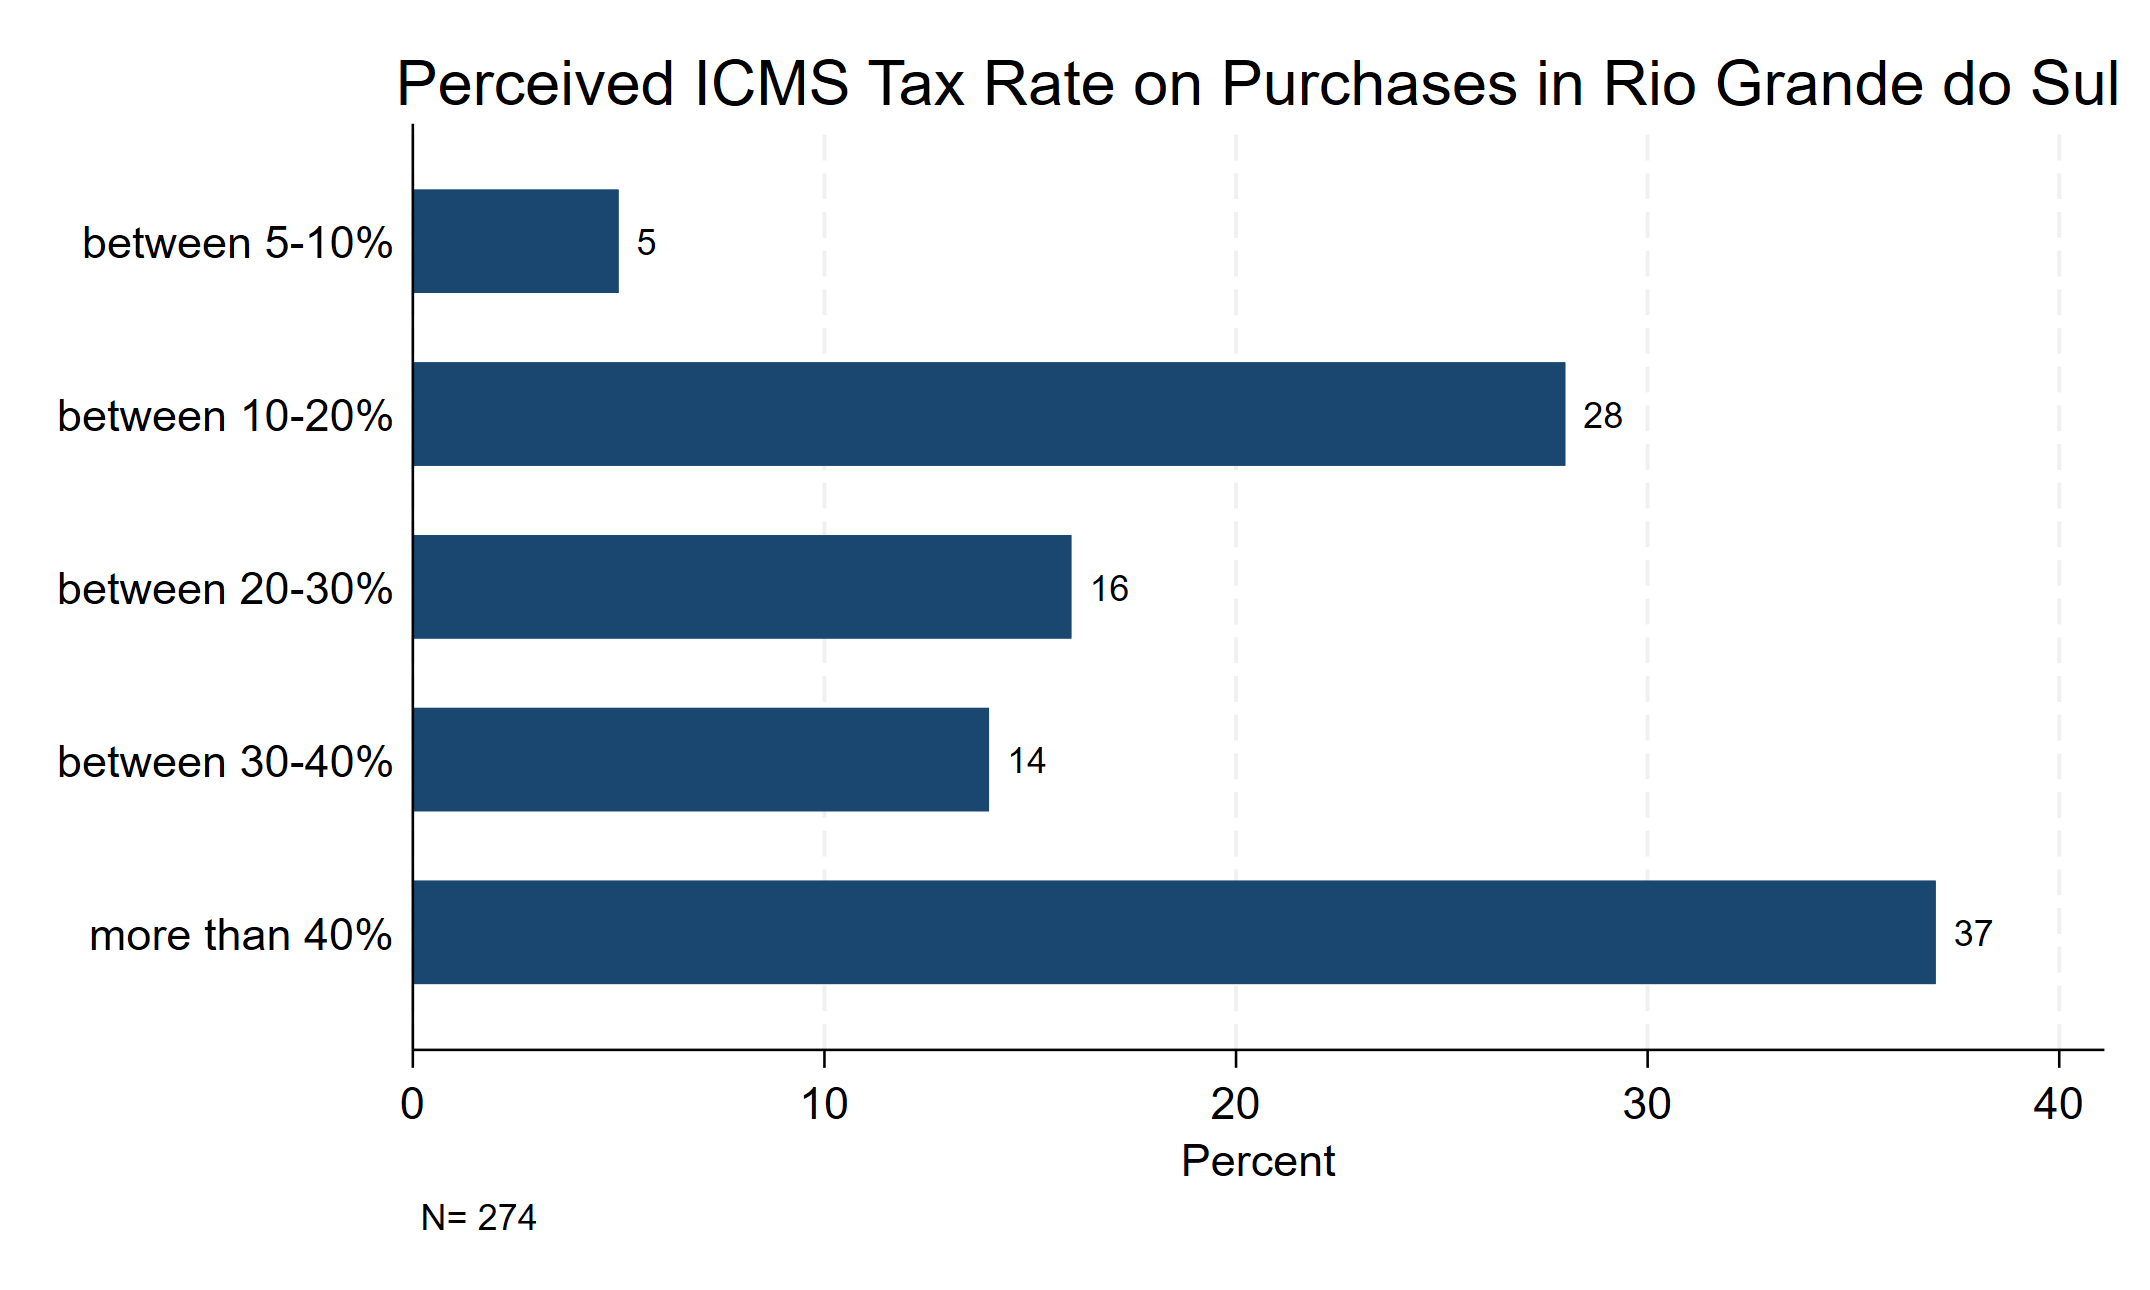 Perceived ICMS Tax Rate on Purchases in Rio Grande do Sul
between 5-10% 5
between 10-20% 28
between 20-30% 16
between 30-40% 14
more than 40% 37
0 10 20 30 40
Percent
N= 274